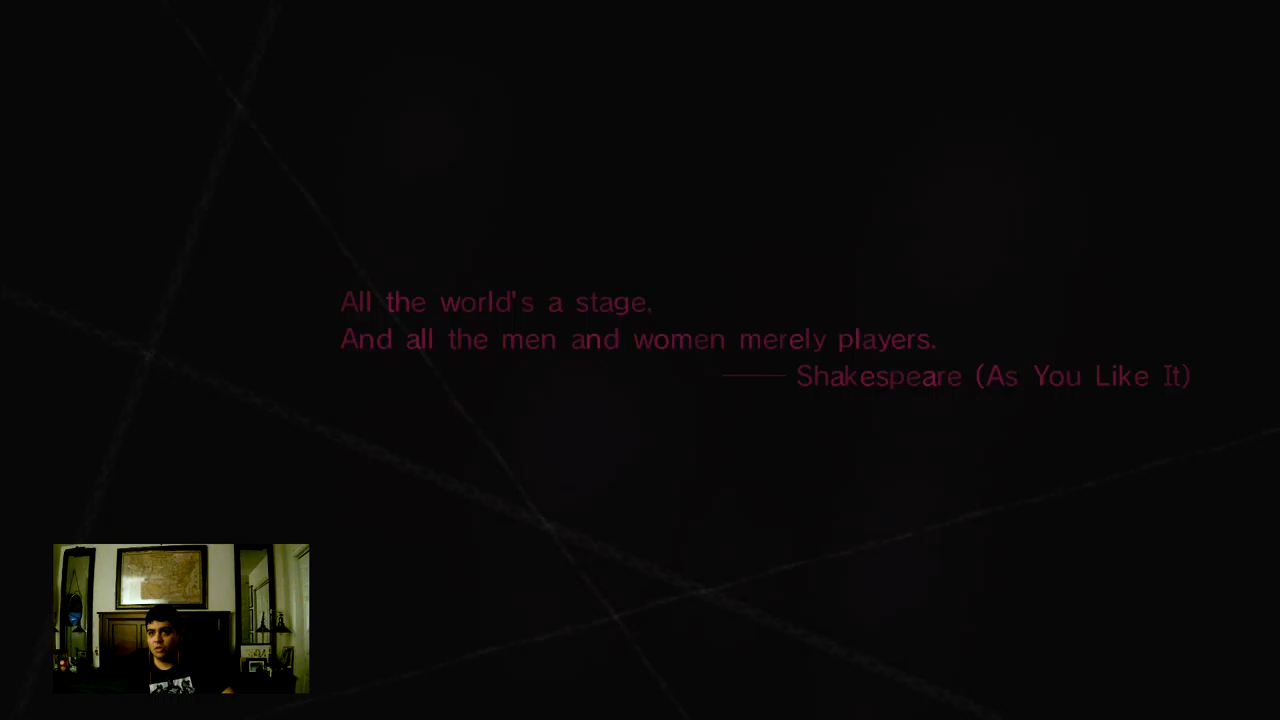 All the world's a stage,
And all the men and women merely players.
—— Shakespeare (As You Like It)